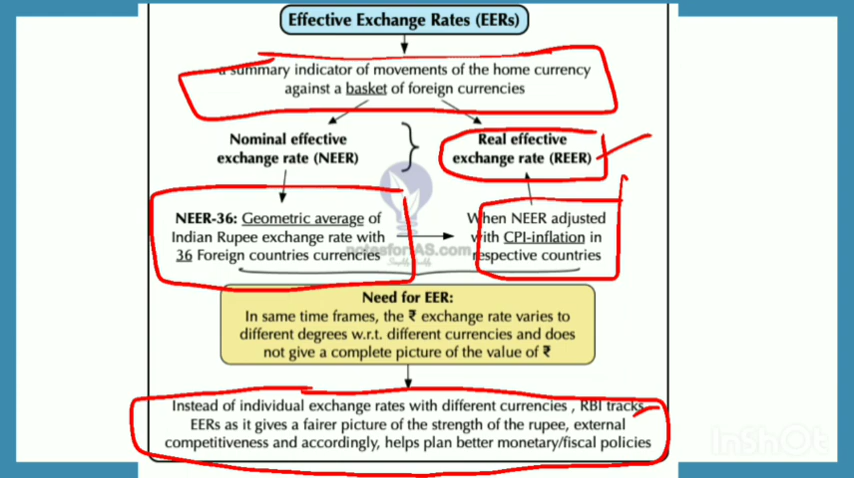 Effective Exchange Rates (EERs)
a summary indicator of movements of the home currency
against a basket of foreign currencies
Nominal effective
exchange rate (NEER)
Real effective
exchange rate (REER)
NEER-36: Geometric average of
Indian Rupee exchange rate with
36 Foreign countries currencies
When NEER adjusted
with CPI-inflation in
respective countries
notesforIAS.com
Need for EER:
In same time frames, the ₹ exchange rate varies to
different degrees w.r.t. different currencies and does
not give a complete picture of the value of ₹
Instead of individual exchange rates with different currencies , RBI tracks
EERs as it gives a fairer picture of the strength of the rupee, external
competitiveness and accordingly, helps plan better monetary/fiscal policies
InShOt